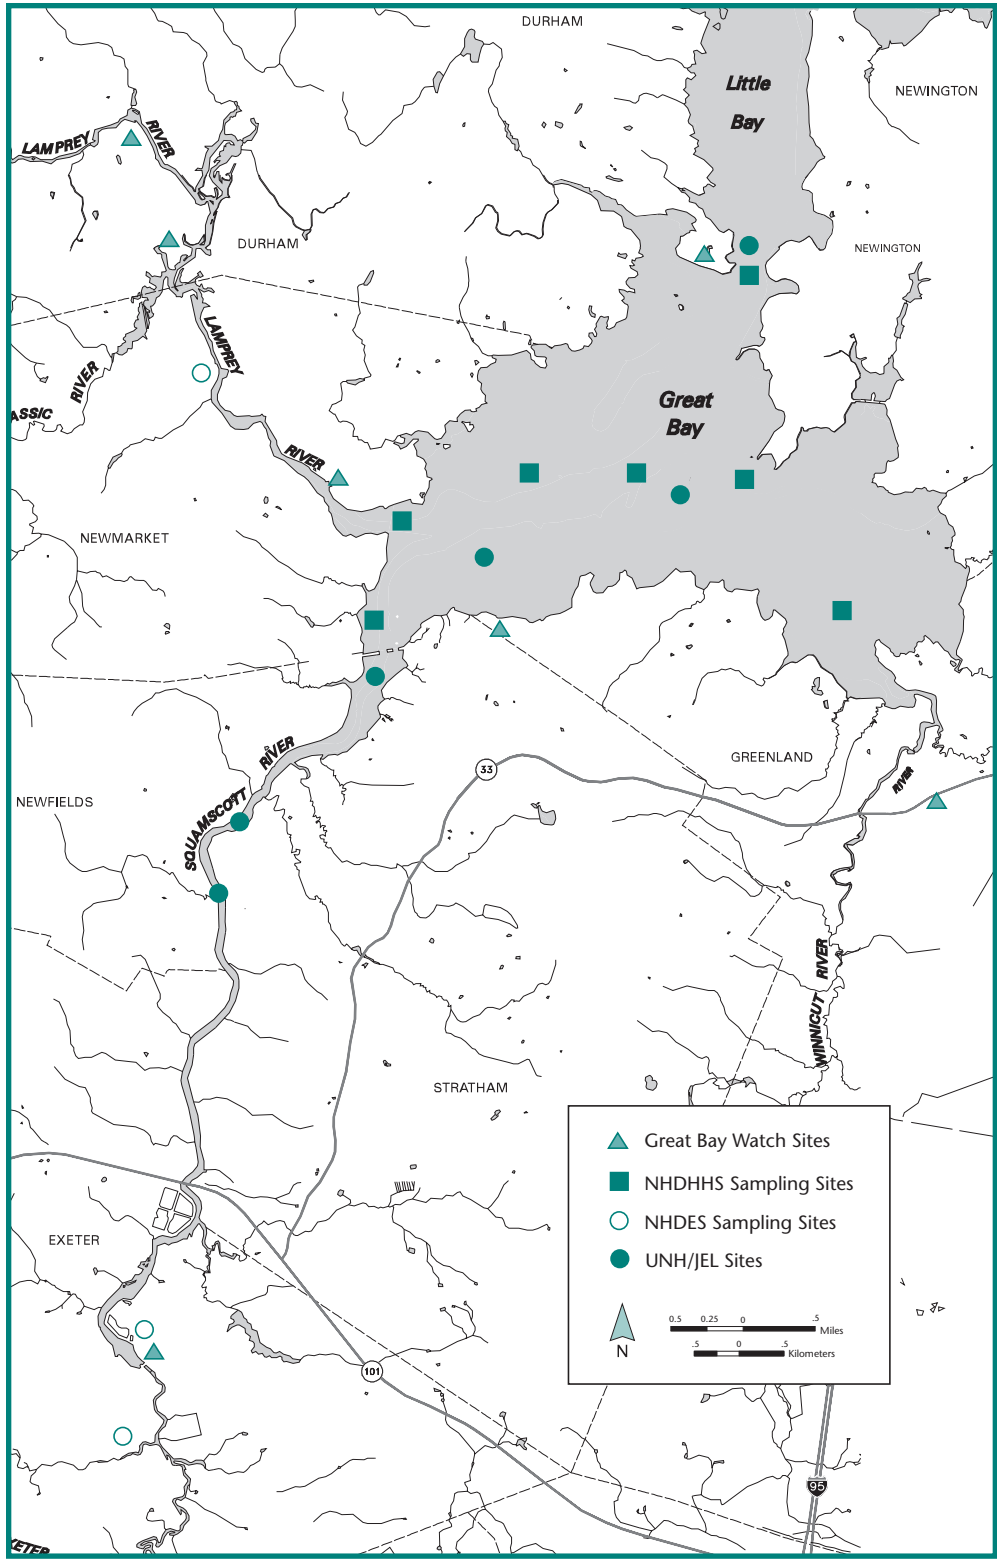 DURHAM
Little
Bay
NEWINGTON
LAMPREY
RIVER
DURHAM
NEWINGTON
LAMPREY
RIVER
ASSIC
Great
Bay
RIVER
NEWMARKET
RIVER
GREENLAND
33
RIVER
NEWFIELDS
SQUAMSCOTT
WINNICUT RIVER
STRATHAM
Great Bay Watch Sites
NHDHHS Sampling Sites
NHDES Sampling Sites
UNH/JEL Sites
EXETER
0.5 0.25 0 .5
Miles
N
.5 0 .5
Kilometers
101
95
XETER